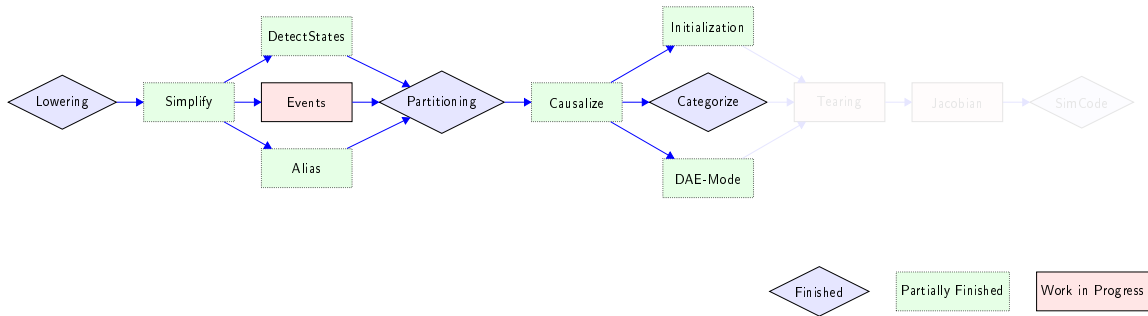 Lowering
Simplify
DetectStates
Events
Alias
Partitioning
Causalize
Initialization
Categorize
DAE-Mode
Tearing
Jacobian
SimCode
Finished
Partially Finished
Work in Progress